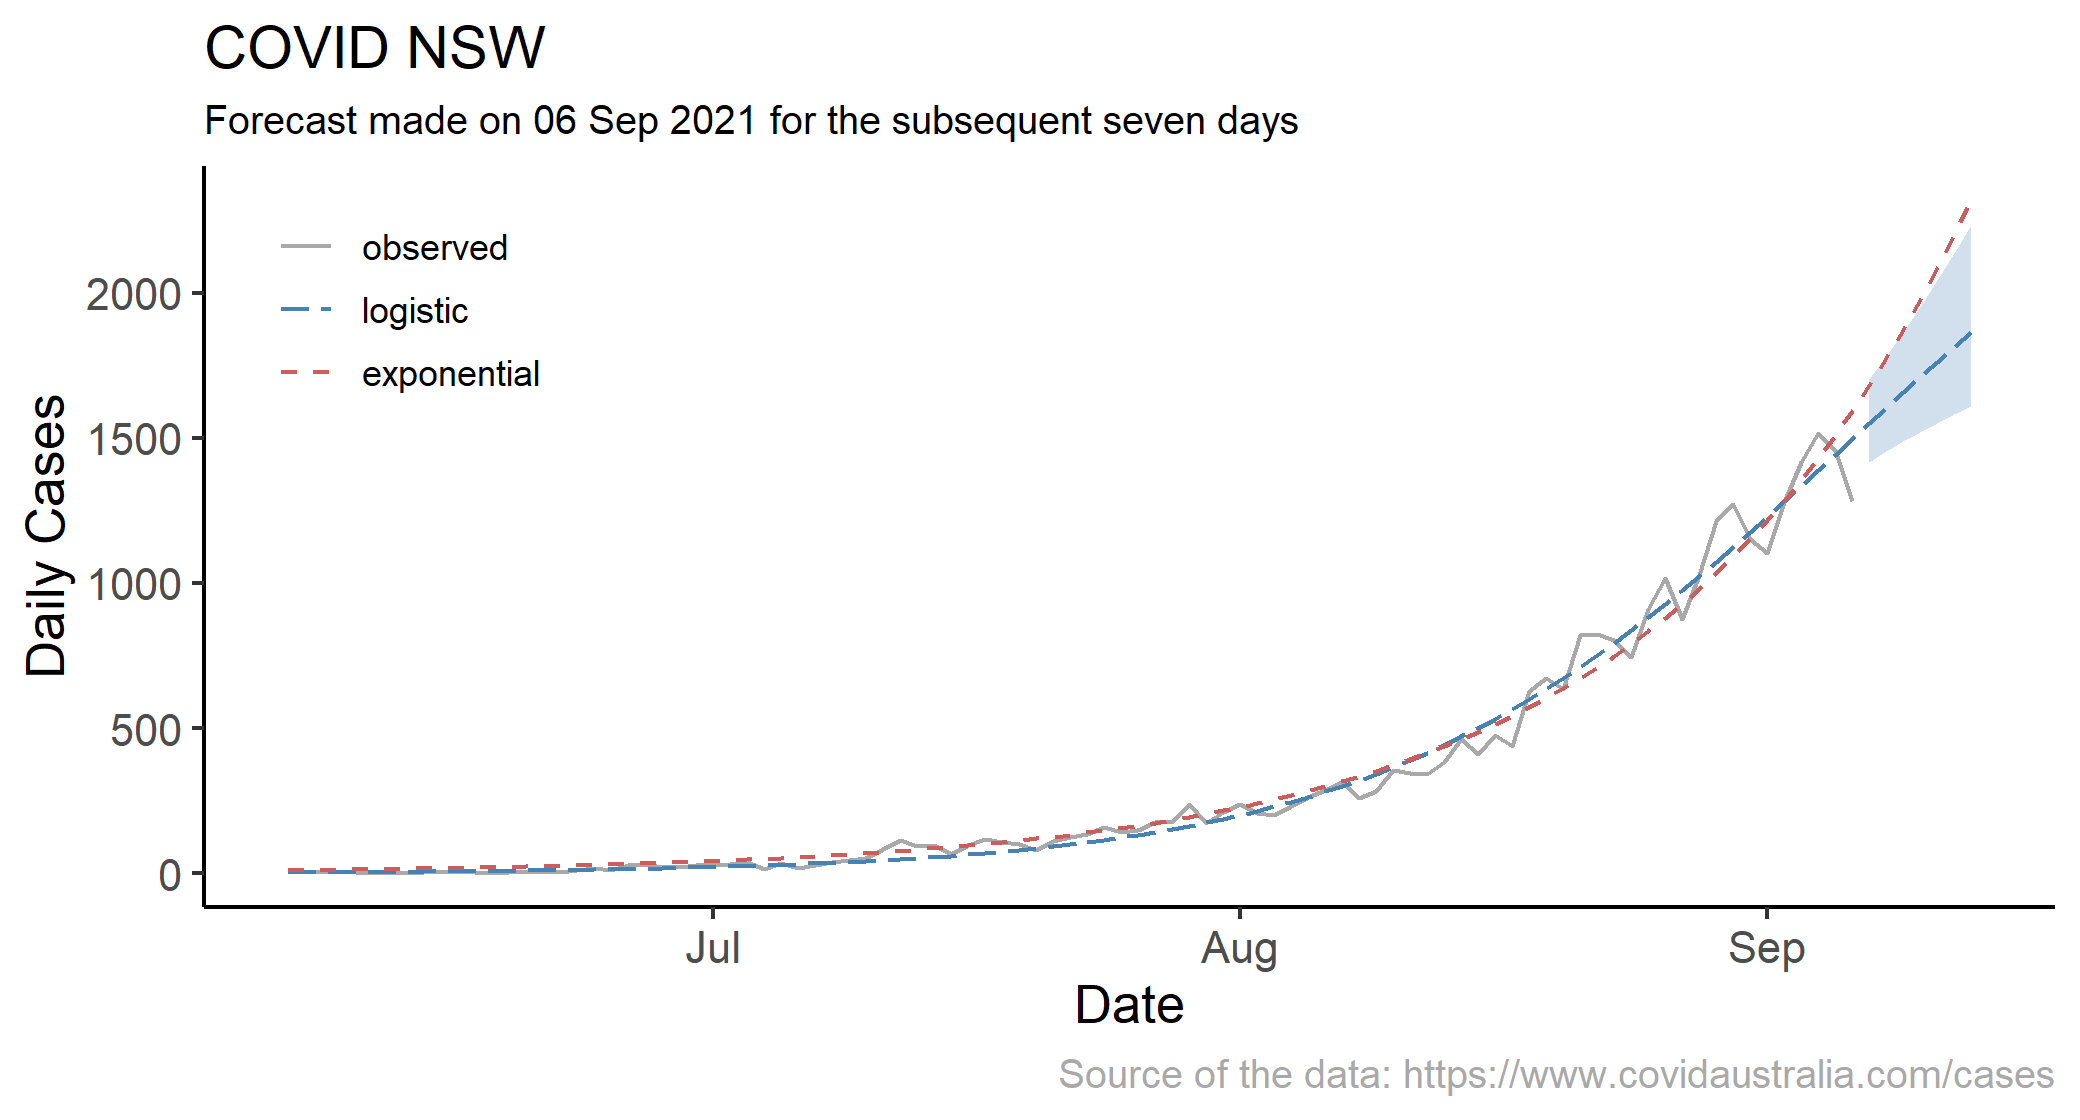 COVID NSW
Forecast made on 06 Sep 2021 for the subsequent seven days
observed
logistic
exponential
2000
1500
1000
500
0
Daily Cases
Jul
Aug
Sep
Date
Source of the data: https://www.covidaustralia.com/cases